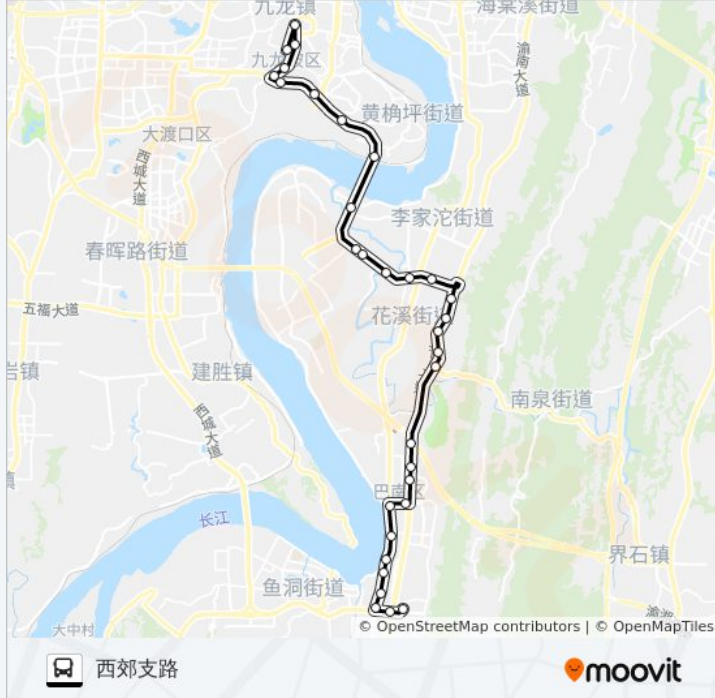 九龙镇
海棠溪街道
渝南大道
九龙坡区
黄桷坪街道
大渡口区
西城大道
李家沱街道
春晖路街道
五福大道
花溪街
岩镇
建胜镇
南泉街道
西城大道
镇
巴南区
长江
界石镇
鱼洞街道
大中村
© OpenStreetMap contributors | © OpenMapTiles
西郊支路
moovit